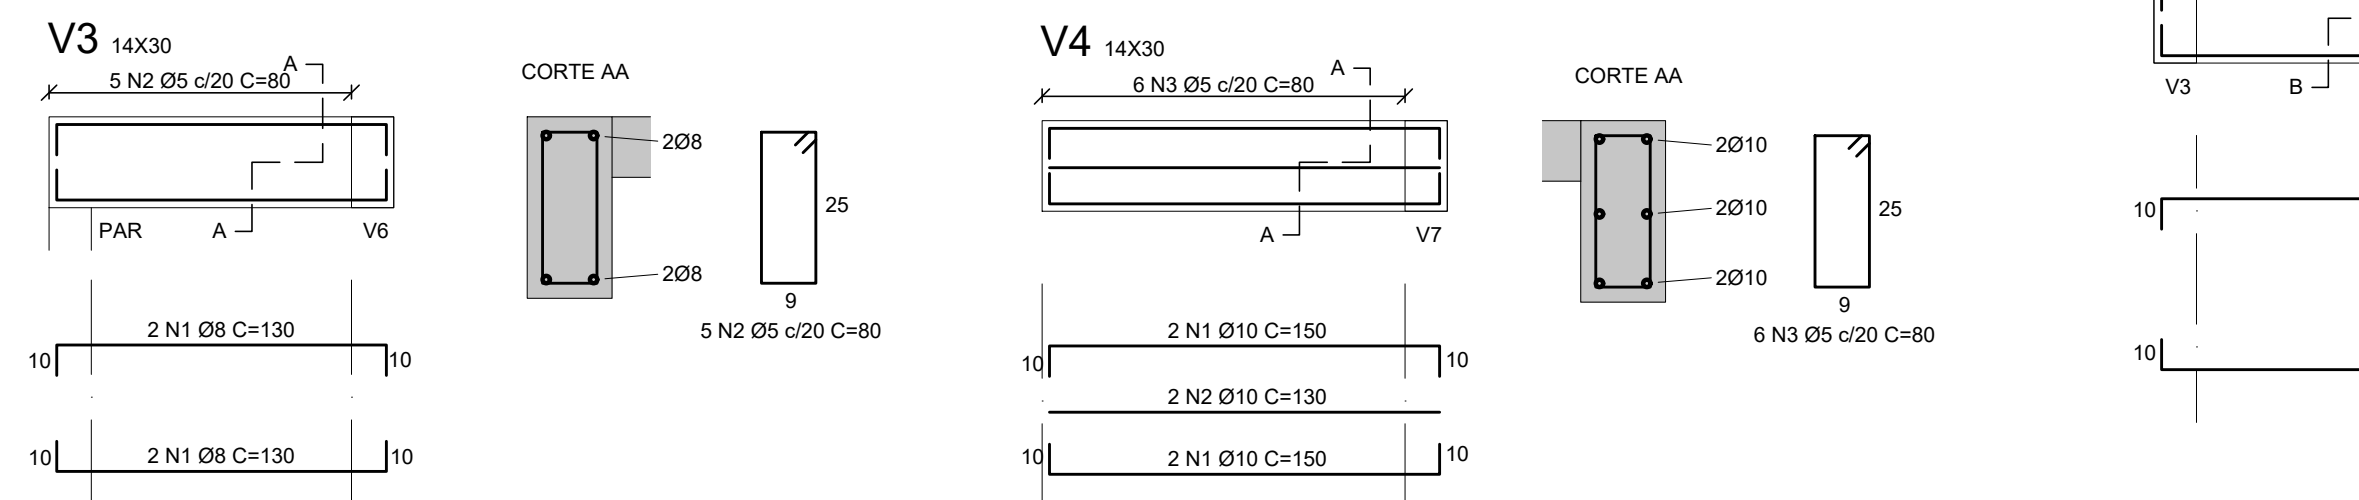 V3 14X30
5 N2 Ø5 c/20 C=80
A
PAR
A
V6
2 N1 Ø8 C=130
10
10
10
2 N1 Ø8 C=130
10
CORTE AA
2Ø8
2Ø8
25
9
5 N2 Ø5 c/20 C=80
V4 14X30
6 N3 Ø5 c/20 C=80
A
A
V7
2 N1 Ø10 C=150
10
10
2 N2 Ø10 C=130
10
2 N1 Ø10 C=150
10
CORTE AA
2Ø10
2Ø10
2Ø10
25
9
6 N3 Ø5 c/20 C=80
V3
B
10
10